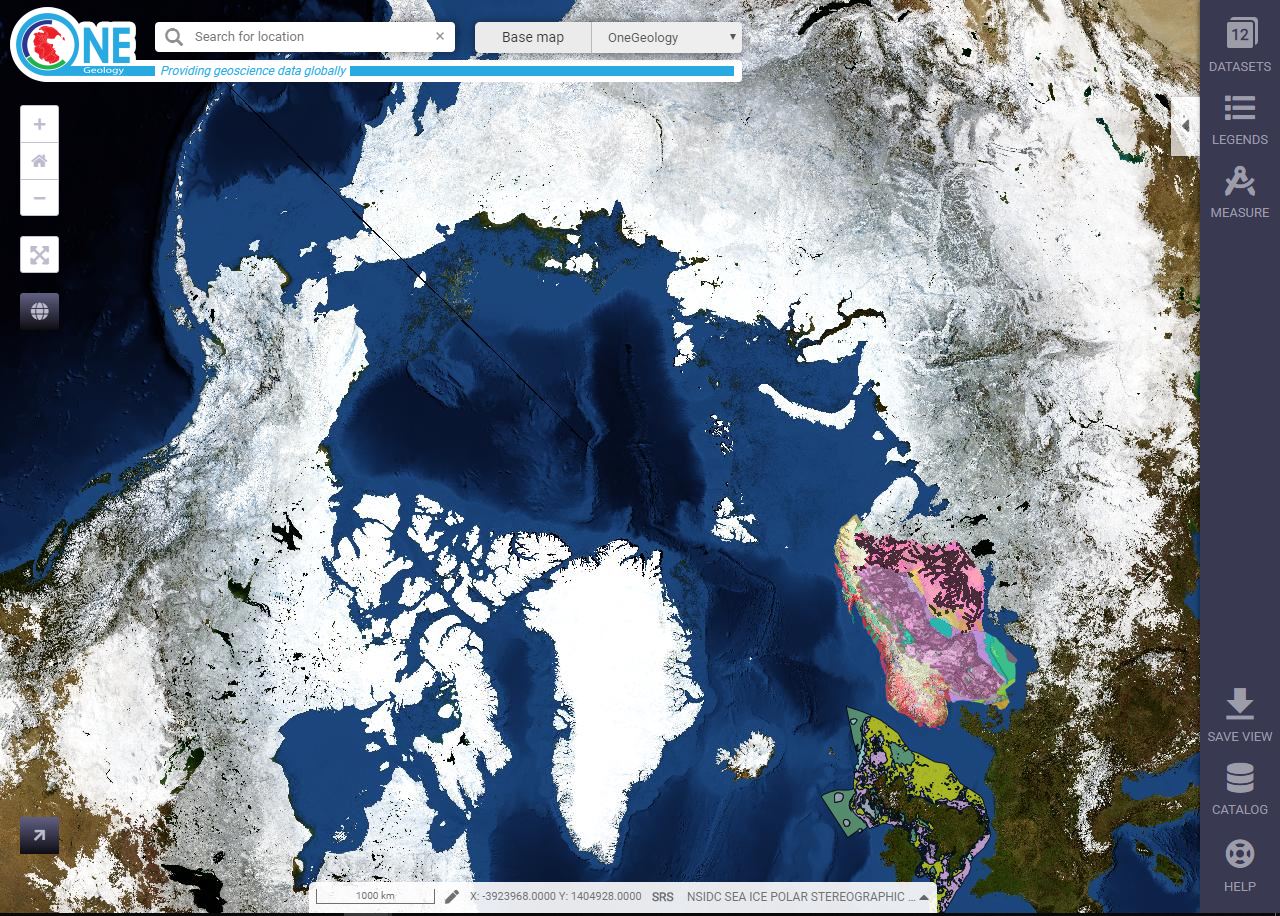 ONE
Geology
Search for location ×
Base map
OneGeology
Providing geoscience data globally
12
DATASETS
LEGENDS
MEASURE
SAVE VIEW
CATALOG
HELP
1000 km
X: -3923968.0000 Y: 1404928.0000 SRS NSIDC SEA ICE POLAR STEREOGRAPHIC ...